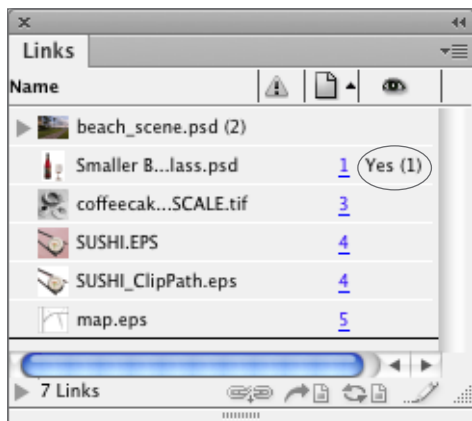 Links
Name
beach_scene.psd (2)
Smaller B...lass.psd 1 Yes (1)
coffeecak...SCALE.tif 3
SUSHI.EPS 4
SUSHI_ClipPath.eps 4
map.eps 5
7 Links